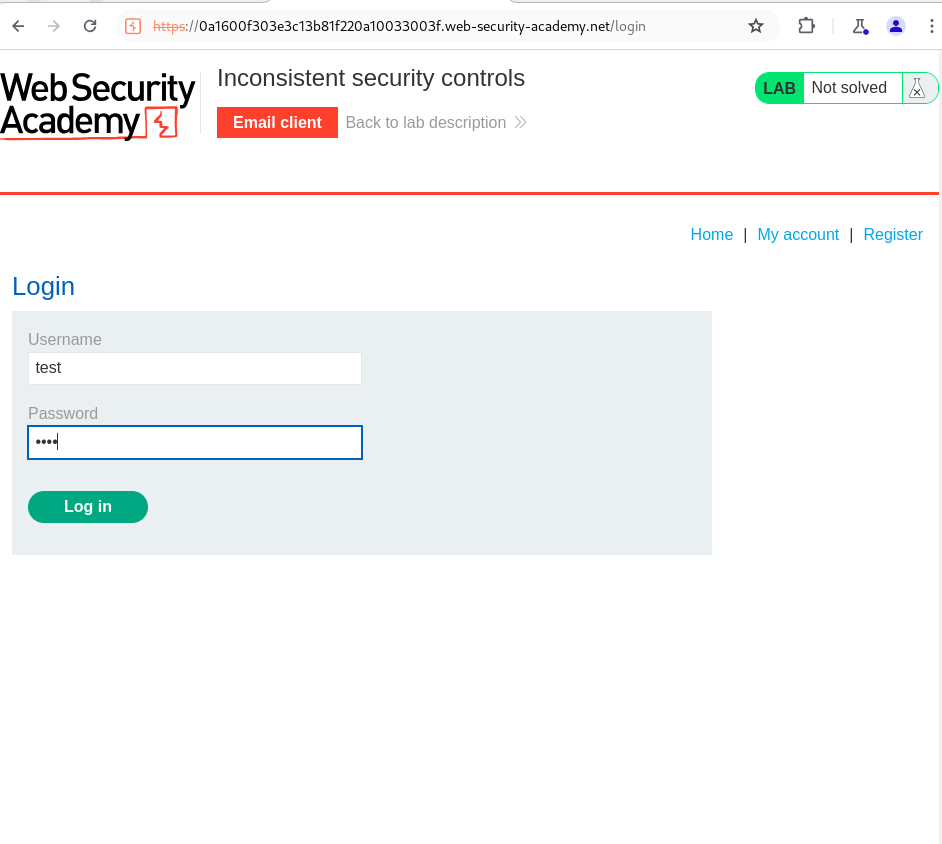 https://0a1600f303e3c13b81f220a10033003f.web-security-academy.net/login
Web Security
Academy
Inconsistent security controls
Email client
Back to lab description
LAB Not solved
Home | My account | Register
Login
Username
test
Password
••••
Log in